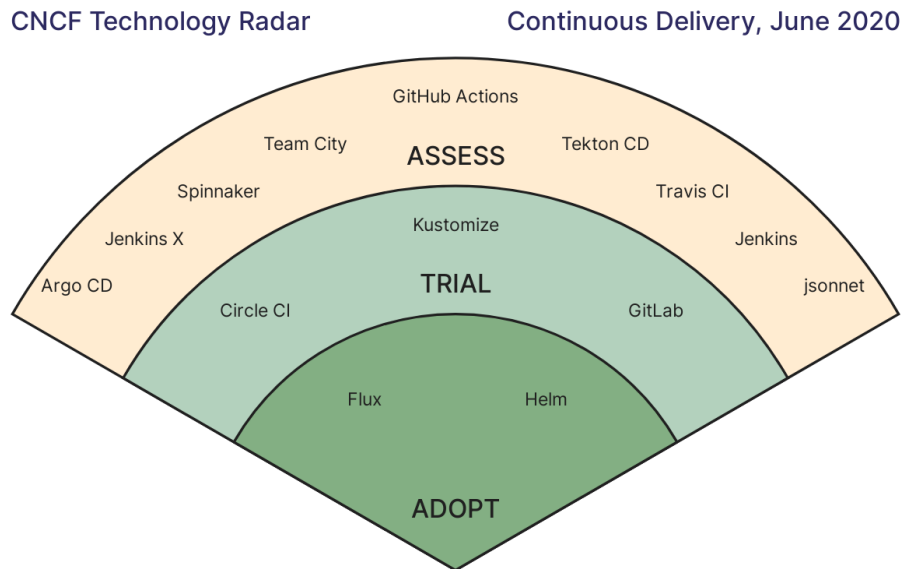 CNCF Technology Radar
Continuous Delivery, June 2020
GitHub Actions
Team City
Tekton CD
ASSESS
Spinnaker
Travis CI
Kustomize
Jenkins X
Jenkins
Argo CD
TRIAL
jsonnet
Circle CI
GitLab
Flux
Helm
ADOPT